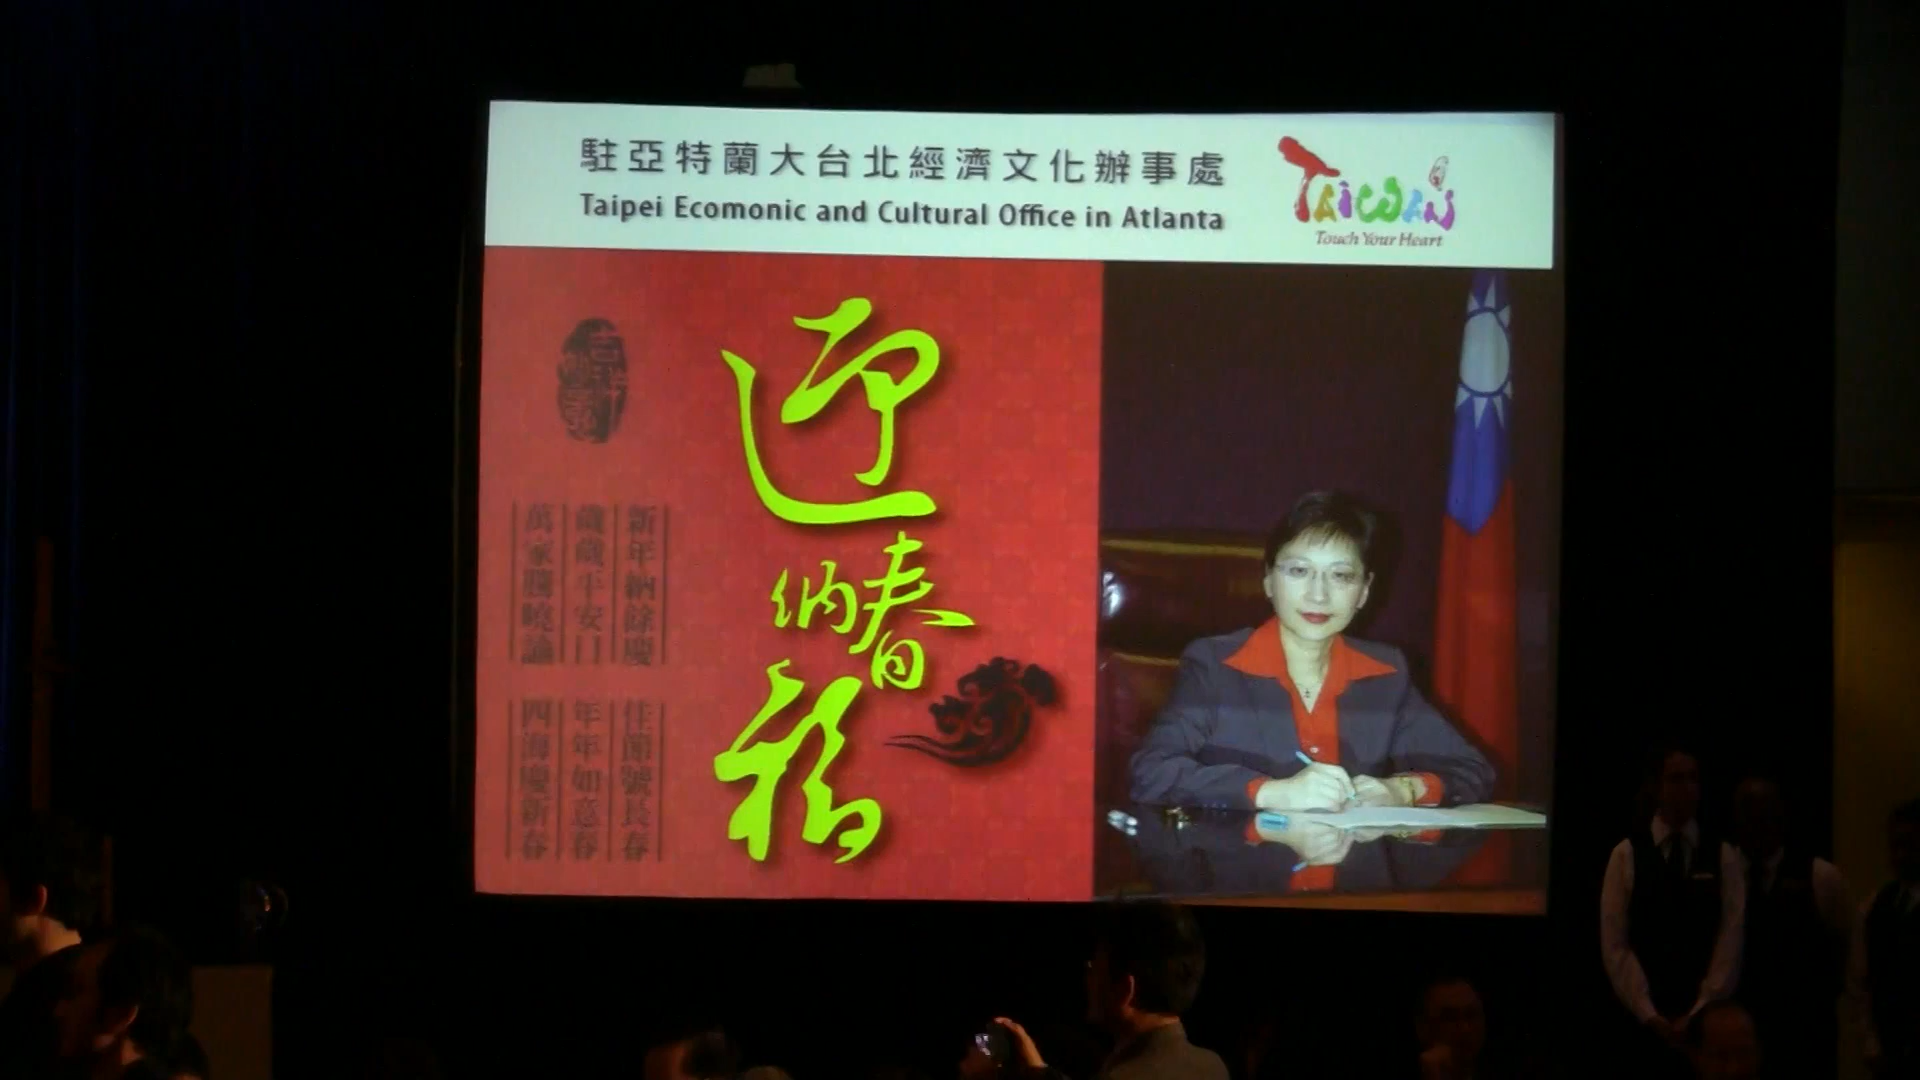 駐亞特蘭大台北經濟文化辦事處
Taipei Ecomonic and Cultural Office in Atlanta
TAIWAN
Touch Your Heart
迎春納福
新年納餘慶
歲歲平安日
萬家騰曉論
佳節號長春
年年如意春
四海慶新春